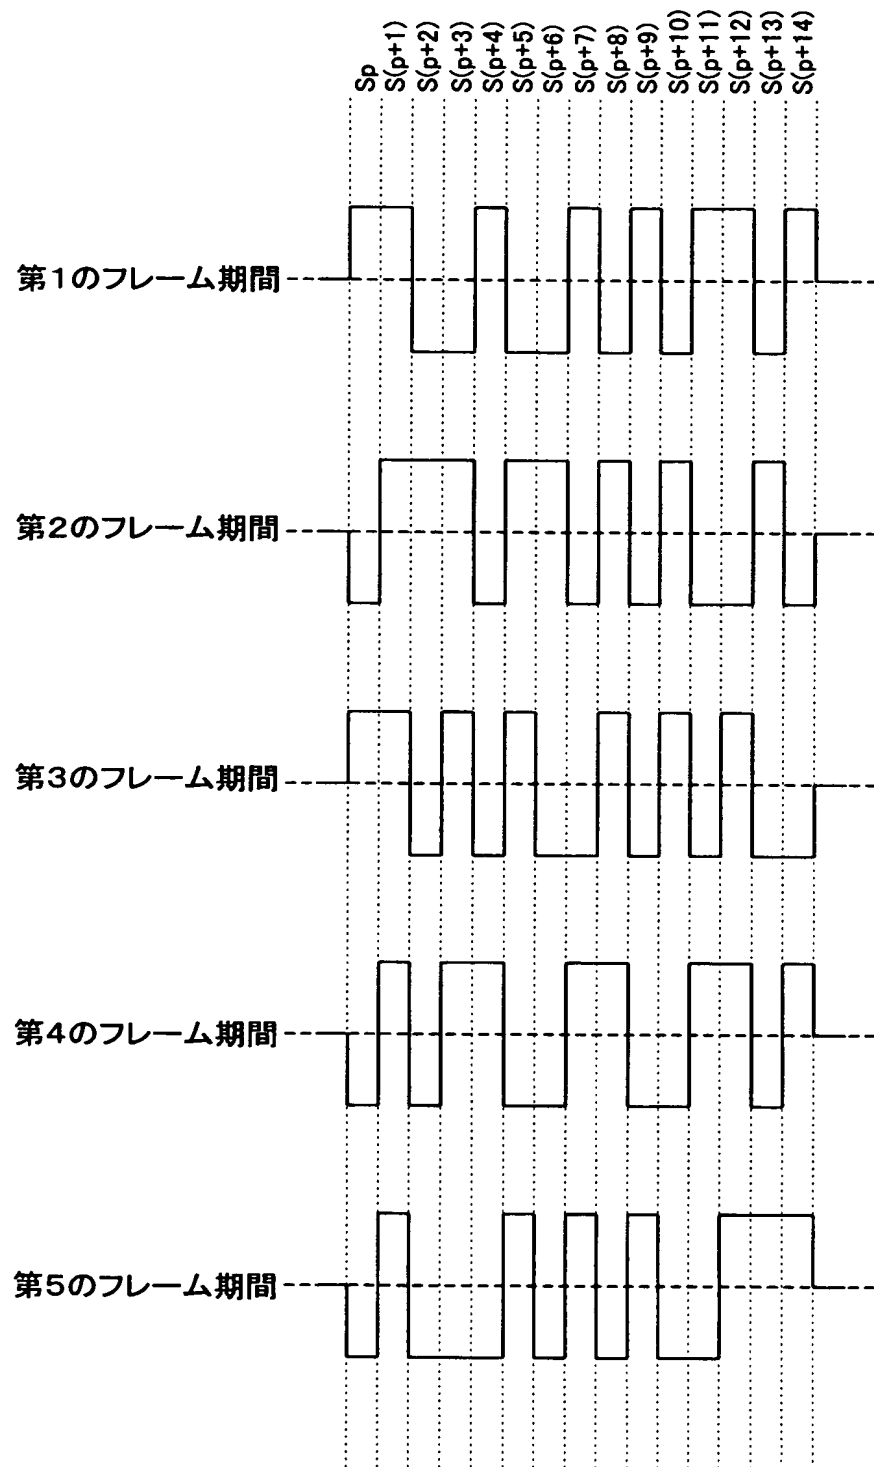 Sp
S(p+1)
S(p+2)
S(p+3)
S(p+4)
S(p+5)
S(p+6)
S(p+7)
S(p+8)
S(p+9)
S(p+10)
S(p+11)
S(p+12)
S(p+13)
S(p+14)
第1のフレーム期間
第2のフレーム期間
第3のフレーム期間
第4のフレーム期間
第5のフレーム期間